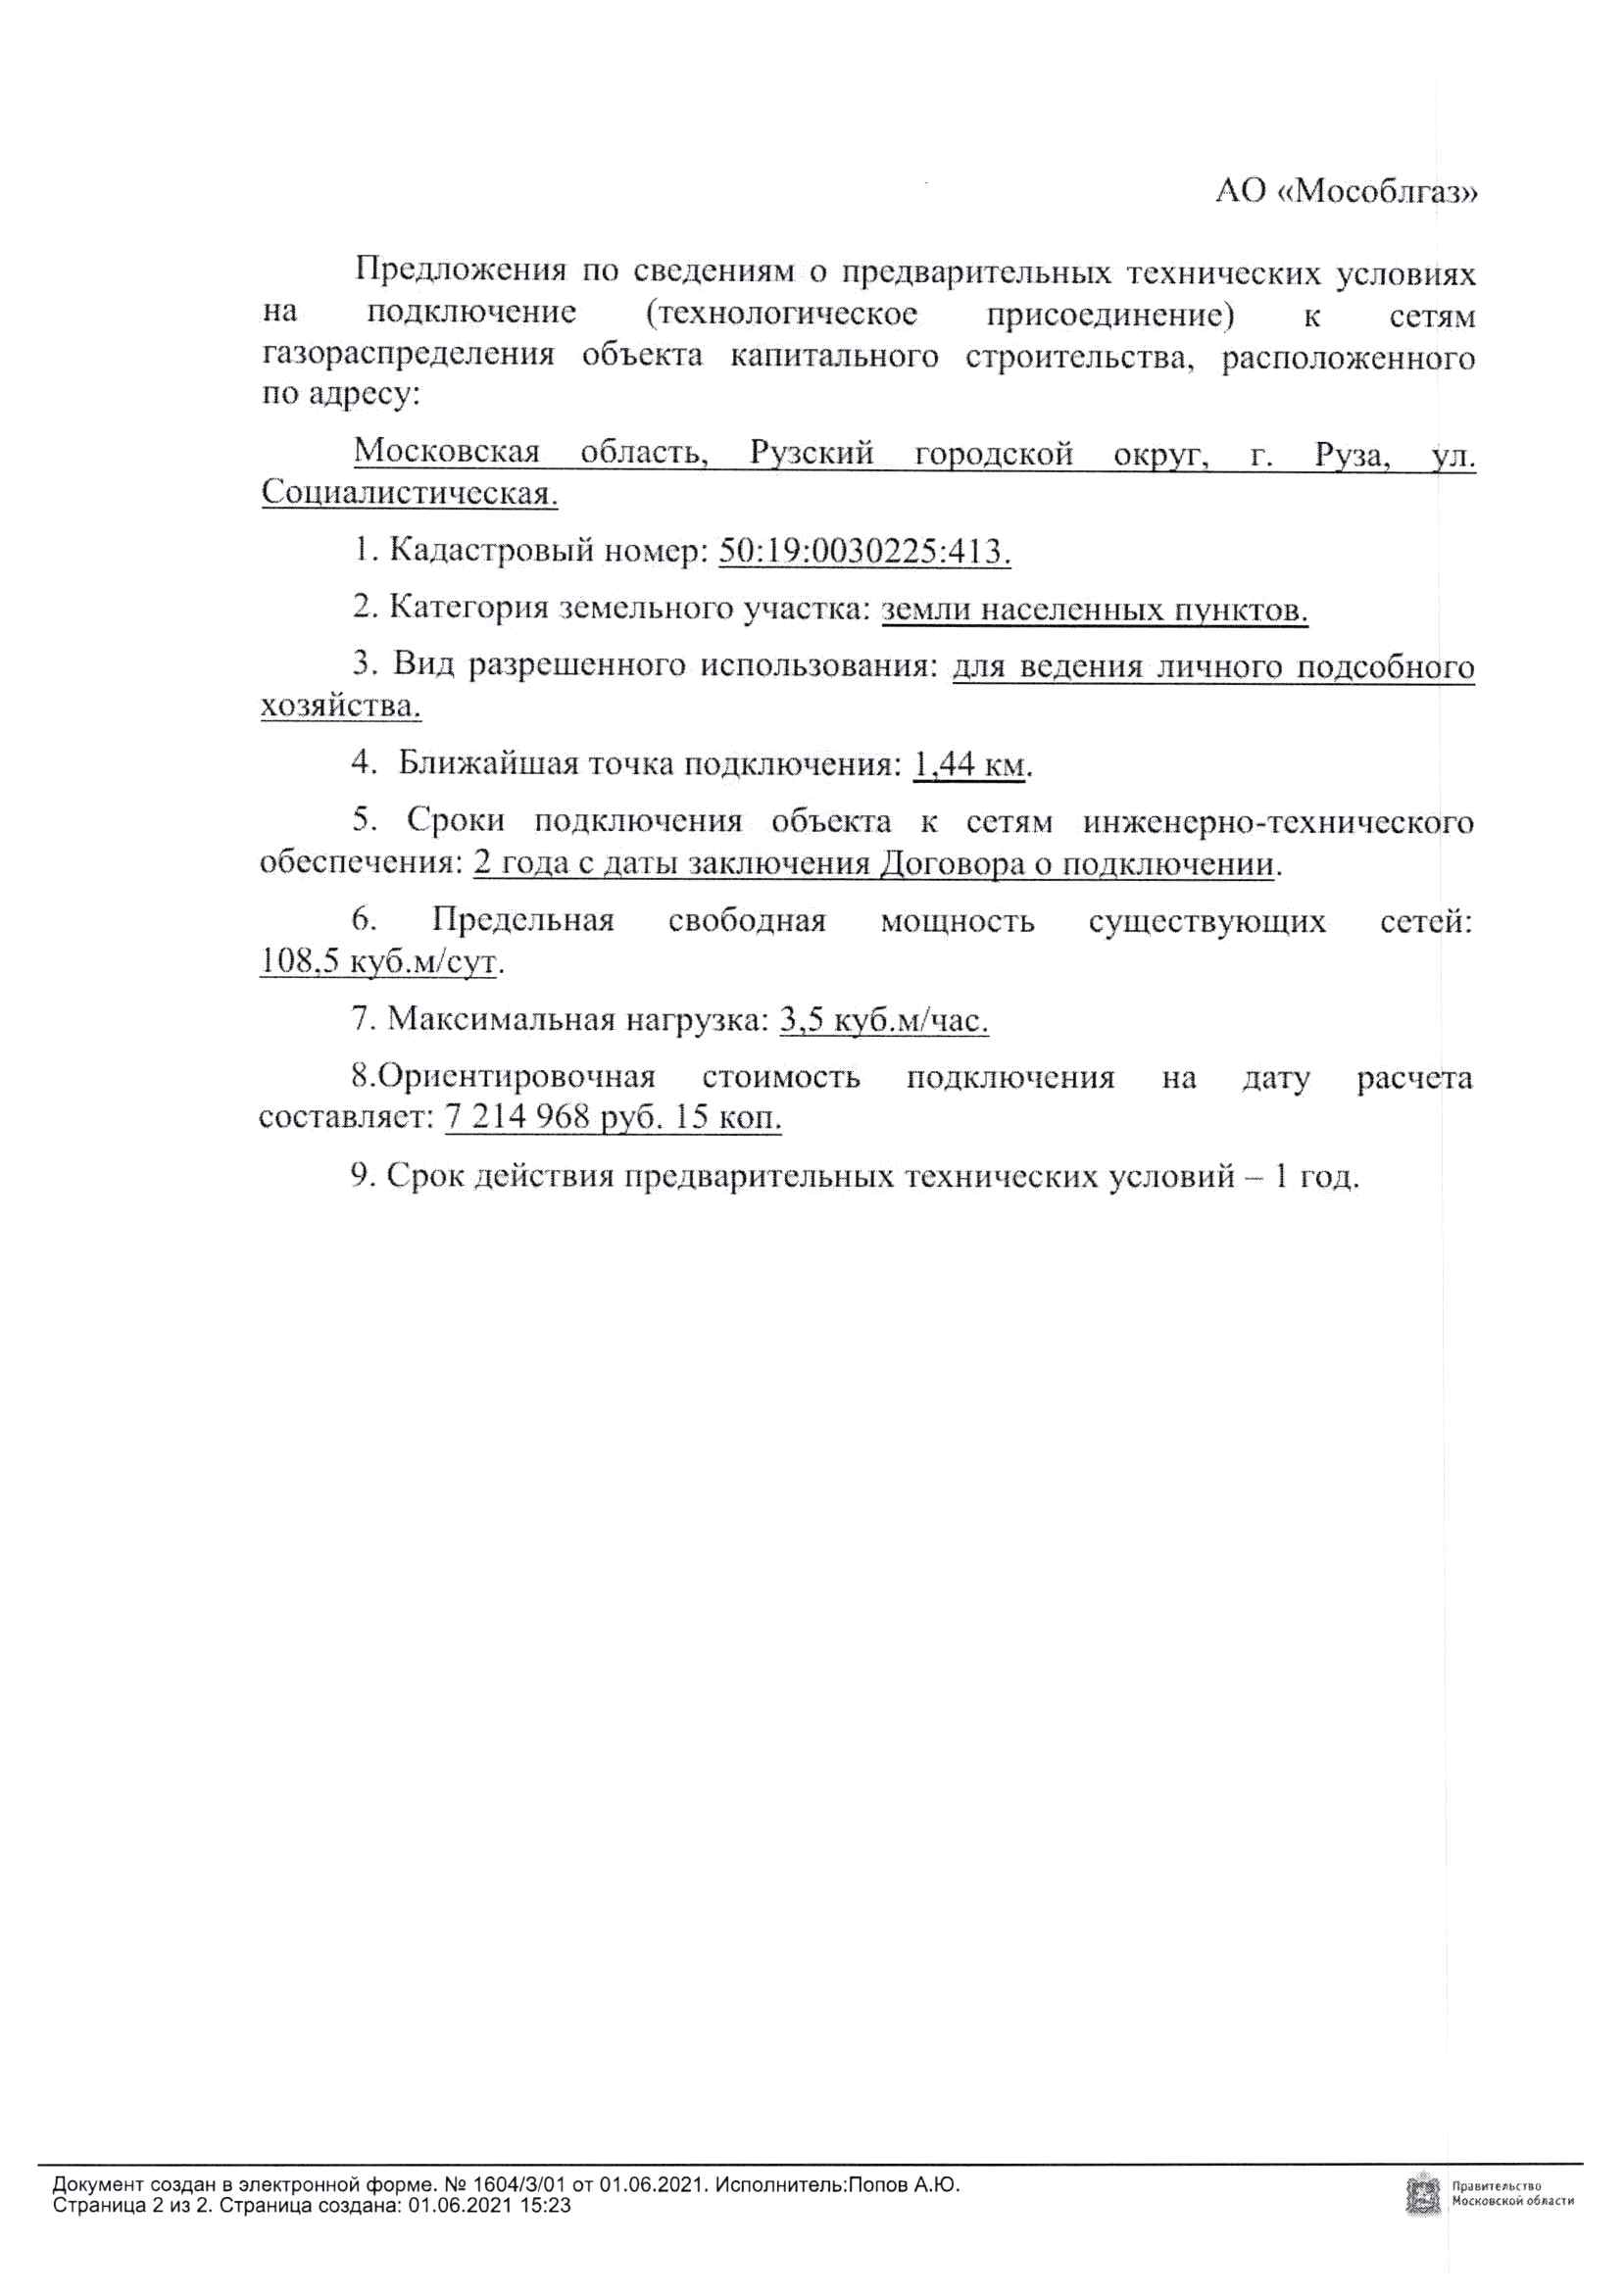 АО «Мособлгаз»
Предложения по сведениям о предварительных технических условиях
на подключение (технологическое присоединение) к сетям
газораспределения объекта капитального строительства, расположенного
по адресу:
Московская область, Рузский городской округ, г. Руза, ул.
Социалистическая.
1. Кадастровый номер: 50:19:0030225:413.
2. Категория земельного участка: земли населенных пунктов.
3. Вид разрешенного использования: для ведения личного подсобного
хозяйства.
4. Ближайшая точка подключения: 1,44 км.
5. Сроки подключения объекта к сетям инженерно-технического
обеспечения: 2 года с даты заключения Договора о подключении.
6. Предельная свободная мощность существующих сетей:
108,5 куб.м/сут.
7. Максимальная нагрузка: 3,5 куб.м/час.
8.Ориентировочная стоимость подключения на дату расчета
составляет: 7 214 968 руб. 15 коп.
9. Срок действия предварительных технических условий – 1 год.
Документ создан в электронной форме. № 1604/3/01 от 01.06.2021. Исполнитель:Попов А.Ю.
Страница 2 из 2. Страница создана: 01.06.2021 15:23
Правительство
Московской области